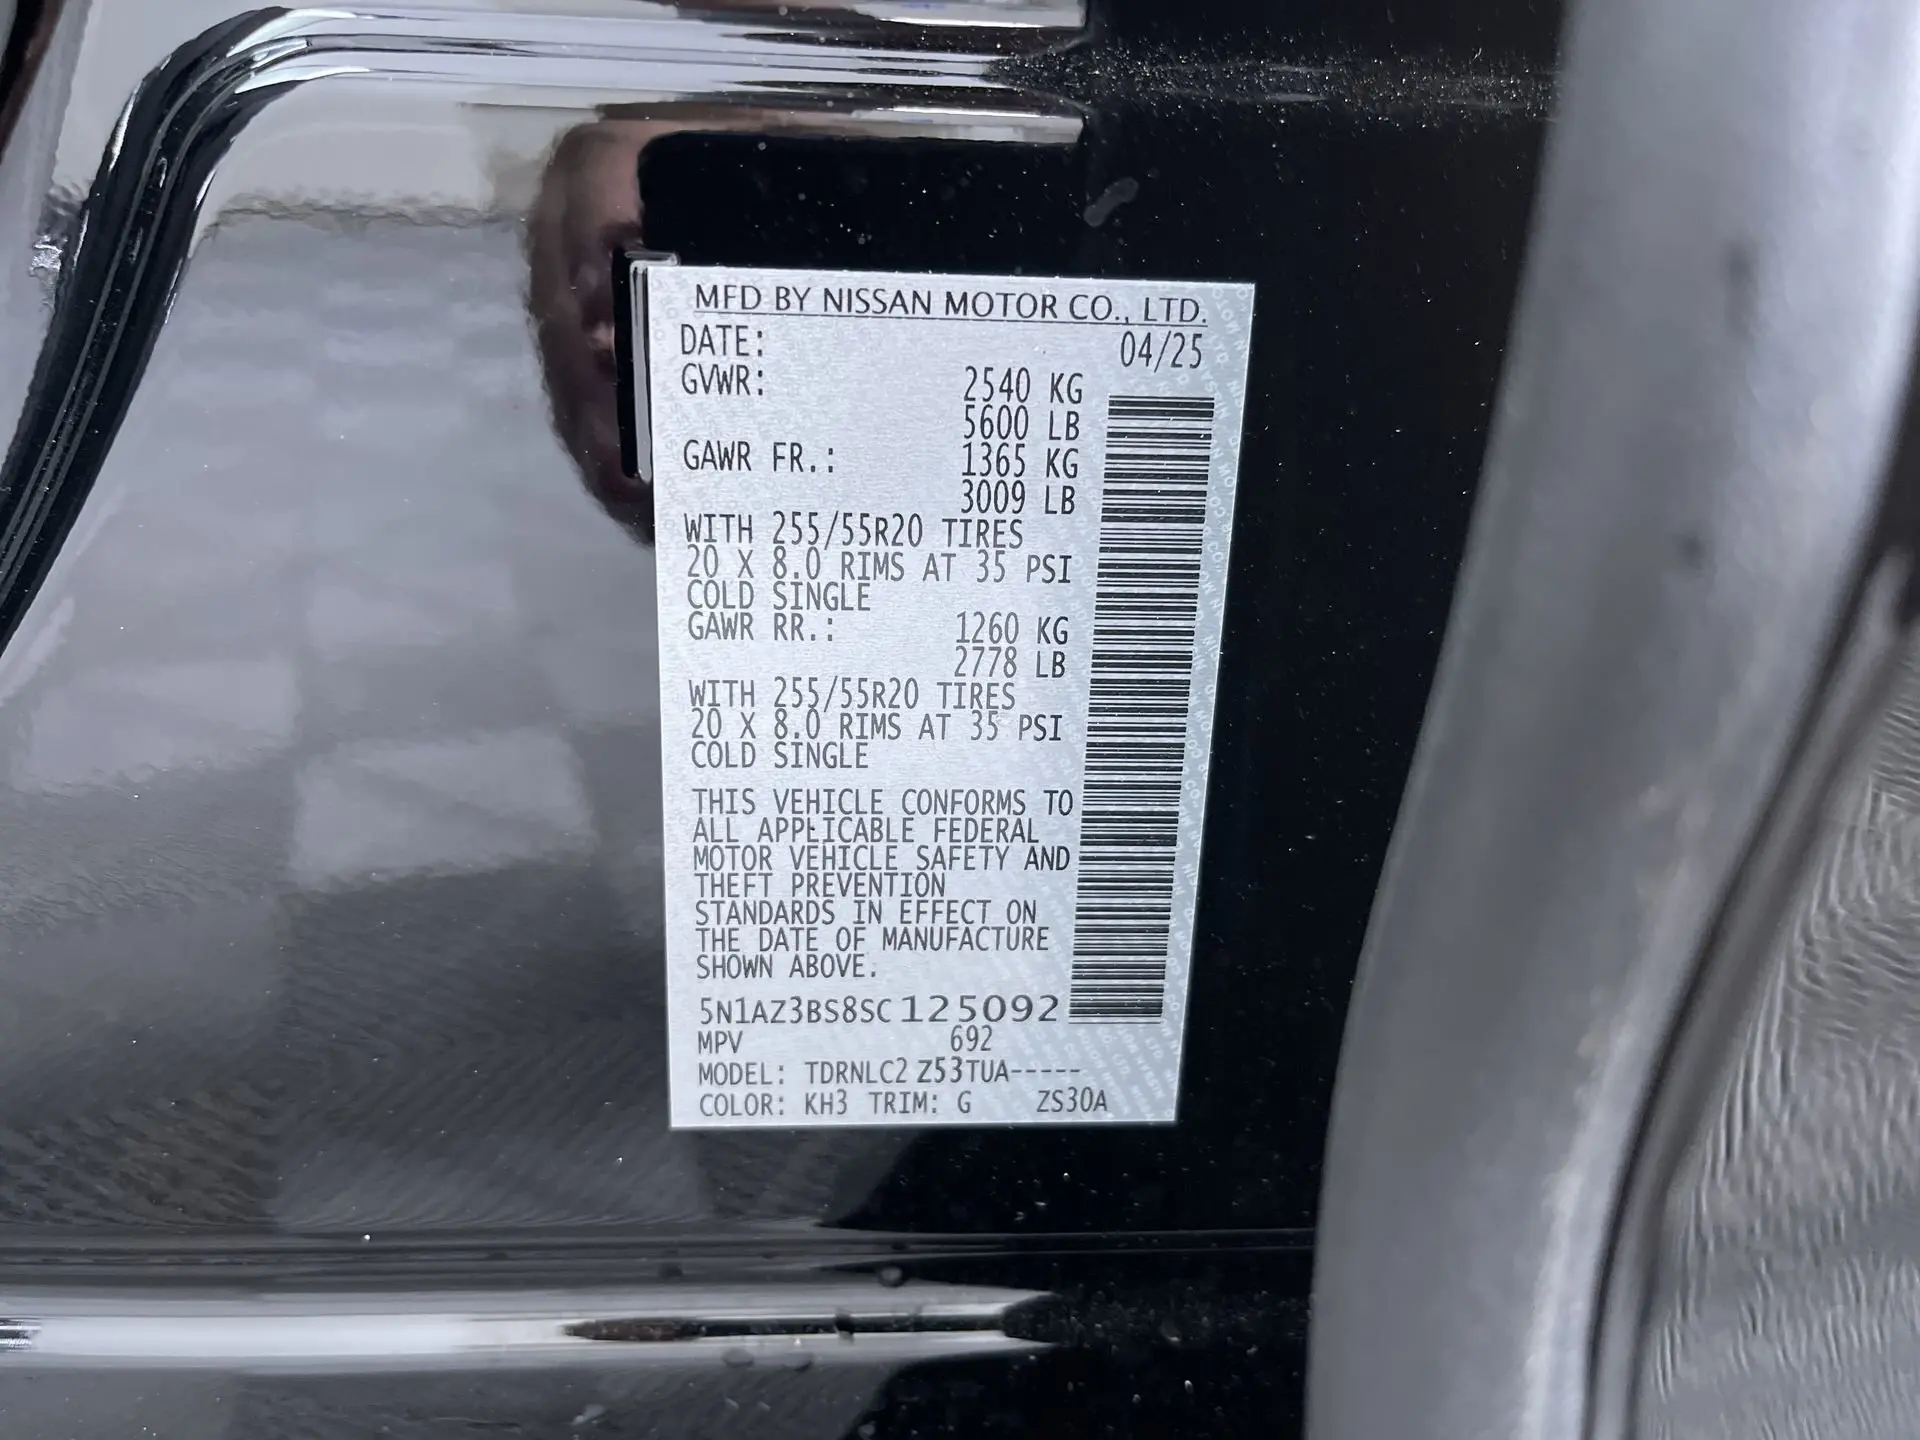 MFD BY NISSAN MOTOR CO., LTD.
DATE: 04/25
GVWR: 2540 KG
5600 LB
GAWR FR.: 1365 KG
3009 LB
WITH 255/55R20 TIRES
20 X 8.0 RIMS AT 35 PSI
COLD SINGLE
GAWR RR.: 1260 KG
2778 LB
WITH 255/55R20 TIRES
20 X 8.0 RIMS AT 35 PSI
COLD SINGLE
THIS VEHICLE CONFORMS TO
ALL APPLICABLE FEDERAL
MOTOR VEHICLE SAFETY AND
THEFT PREVENTION
STANDARDS IN EFFECT ON
THE DATE OF MANUFACTURE
SHOWN ABOVE.
5N1AZ3BS8SC125092
MPV 692
MODEL: TDRNLC2 Z53TUA-----
COLOR: KH3 TRIM: G ZS30A